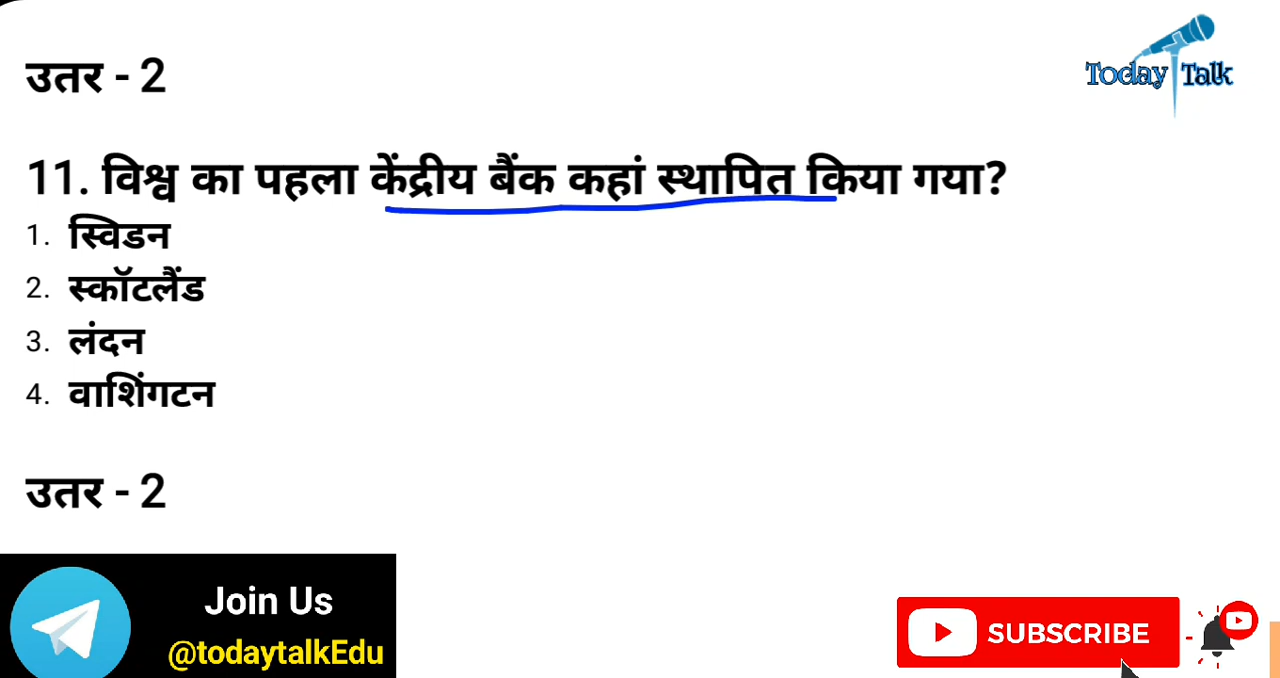 Today Talk
उतर - 2
11. विश्व का पहला केंद्रीय बैंक कहां स्थापित किया गया?
1. स्विडन
2. स्कॉटलैंड
3. लंदन
4. वाशिंगटन
उतर - 2
Join Us
@todaytalkEdu
SUBSCRIBE